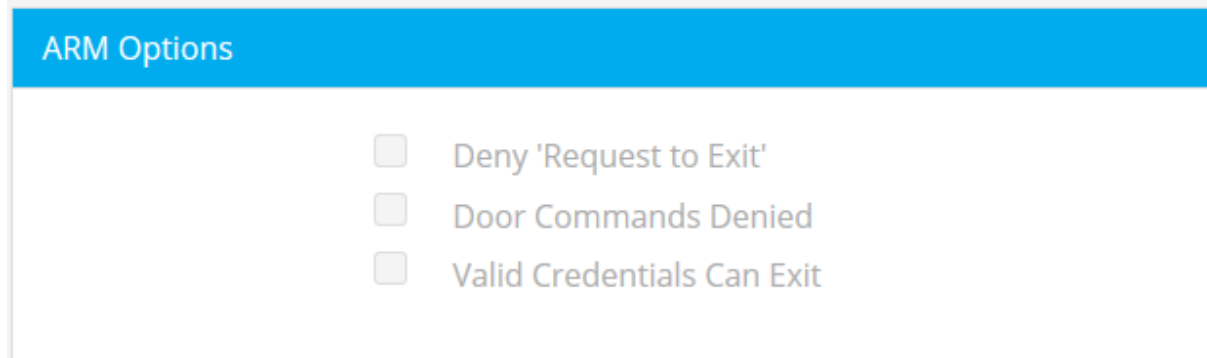 ARM Options
Deny 'Request to Exit'
Door Commands Denied
Valid Credentials Can Exit